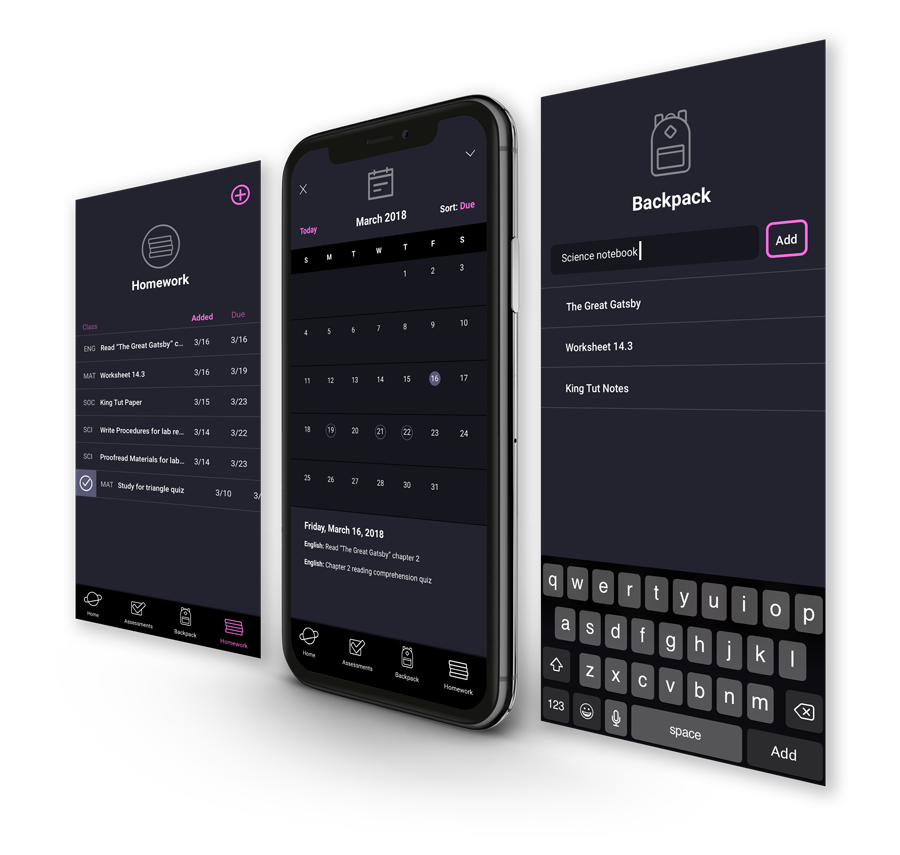 Homework
Class Added Due
ENG Read "The Great Gatsby" c... 3/16 3/16
MAT Worksheet 14.3 3/16 3/19
SOC King Tut Paper 3/15 3/23
SCI Write Procedures for lab re... 3/14 3/22
SCI Proofread Materials for lab... 3/14 3/23
MAT Study for triangle quiz 3/10 3/
Home Assessments Backpack Homework
Today March 2018 Sort: Due
S M T W T F S
1 2 3
4 5 6 7 8 9 10
11 12 13 14 15 16 17
18 19 20 21 22 23 24
25 26 27 28 29 30 31
Friday, March 16, 2018
English: Read "The Great Gatsby" chapter 2
English: Chapter 2 reading comprehension quiz
Home Assessments Backpack Homework
Backpack
Science notebook Add
The Great Gatsby
Worksheet 14.3
King Tut Notes
q w e r t y u i o p
a s d f g h j k l
z x c v b n m
123 space Add